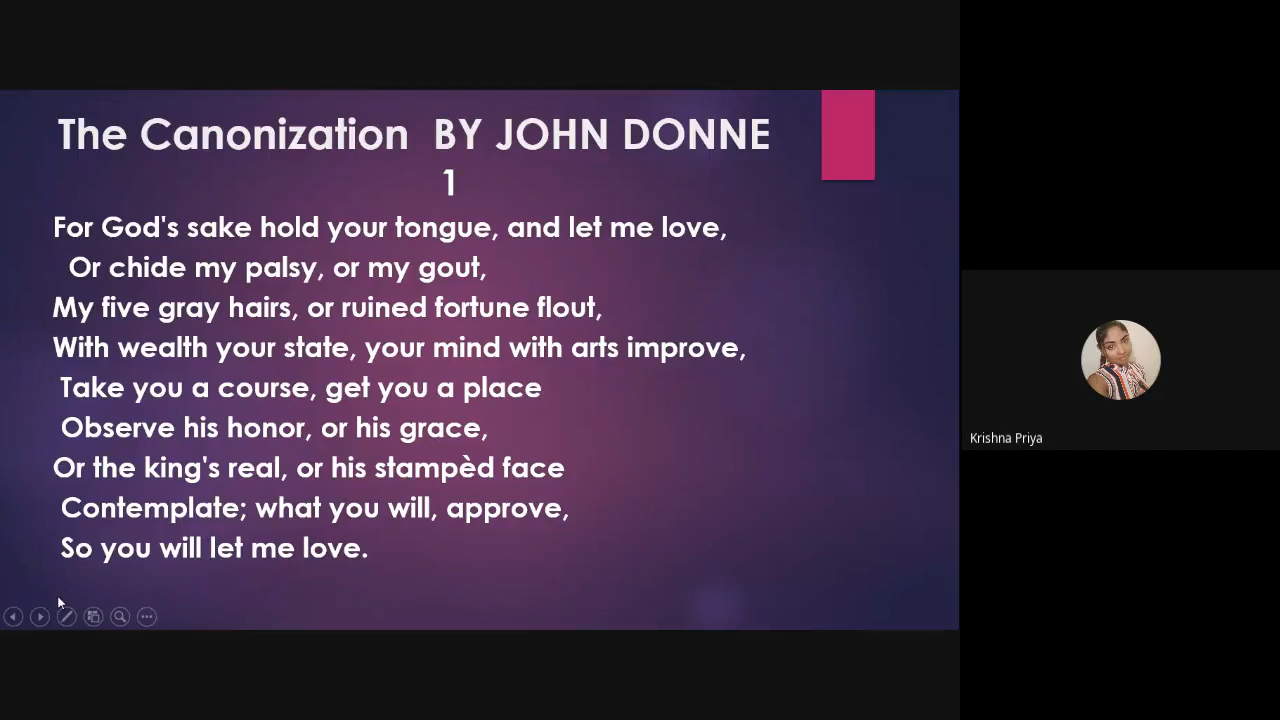 The Canonization BY JOHN DONNE
1
For God's sake hold your tongue, and let me love,
Or chide my palsy, or my gout,
My five gray hairs, or ruined fortune flout,
With wealth your state, your mind with arts improve,
Take you a course, get you a place
Observe his honor, or his grace,
Or the king's real, or his stampèd face
Contemplate; what you will, approve,
So you will let me love.
Krishna Priya